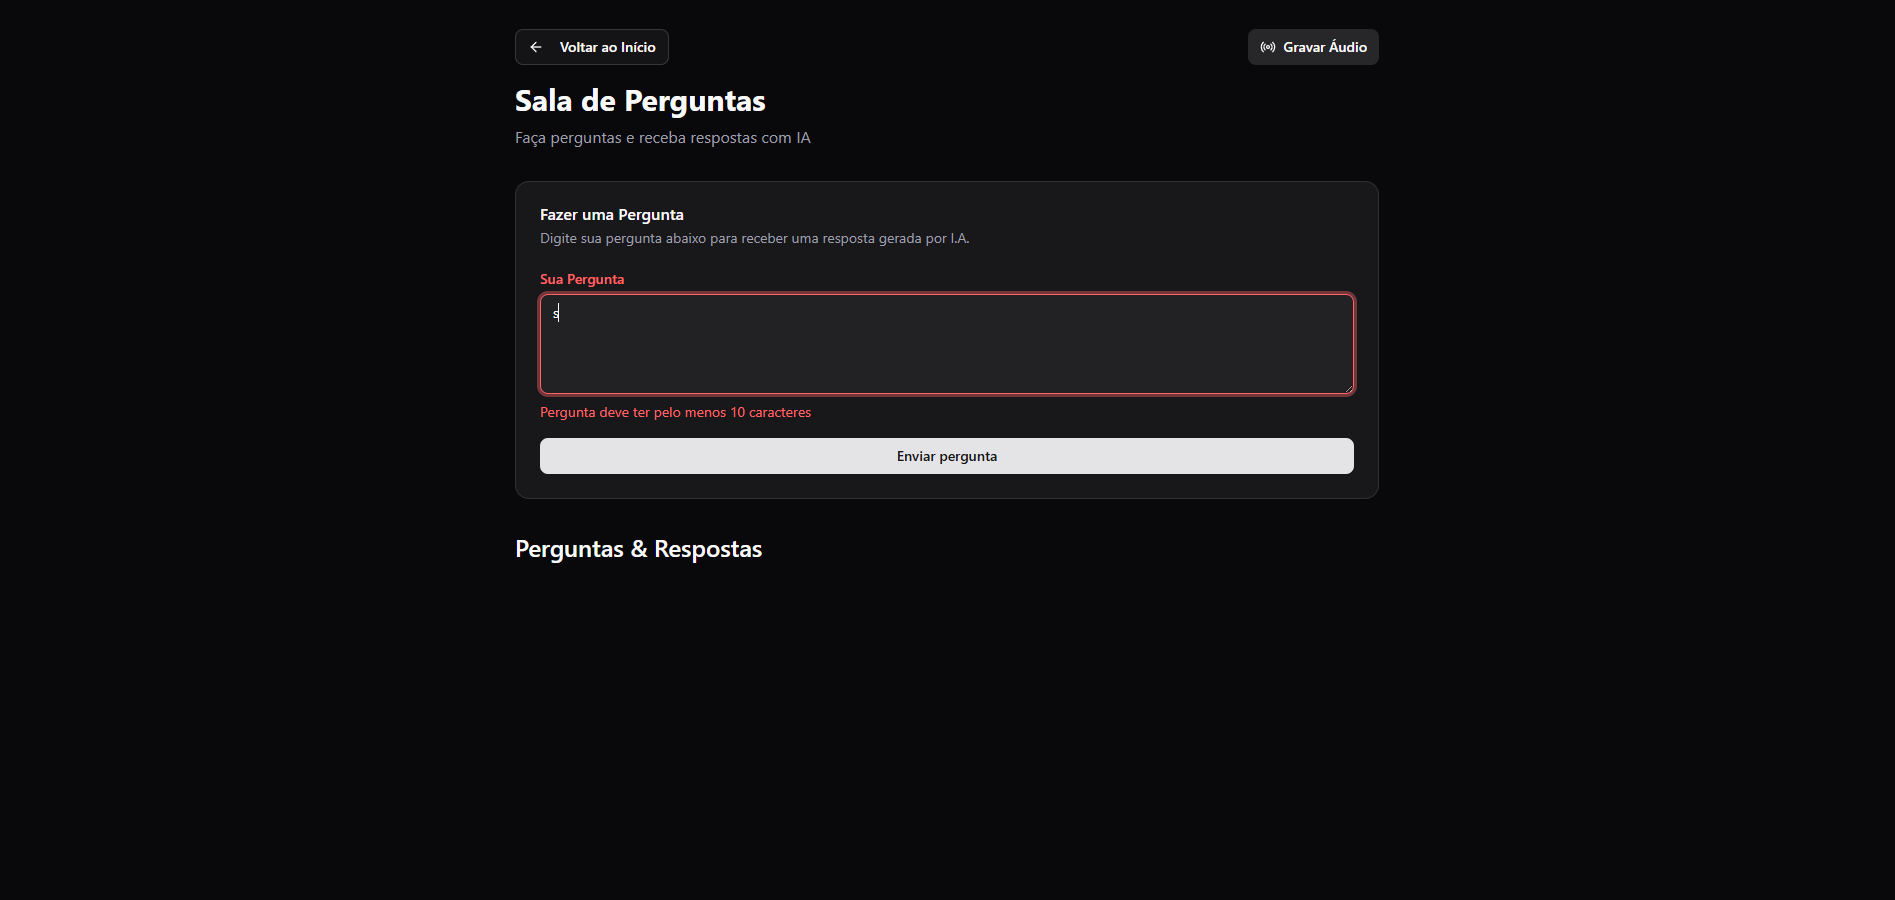 Voltar ao Início
Gravar Áudio
Sala de Perguntas
Faça perguntas e receba respostas com IA
Fazer uma Pergunta
Digite sua pergunta abaixo para receber uma resposta gerada por I.A.
Sua Pergunta
s
Pergunta deve ter pelo menos 10 caracteres
Enviar pergunta
Perguntas & Respostas